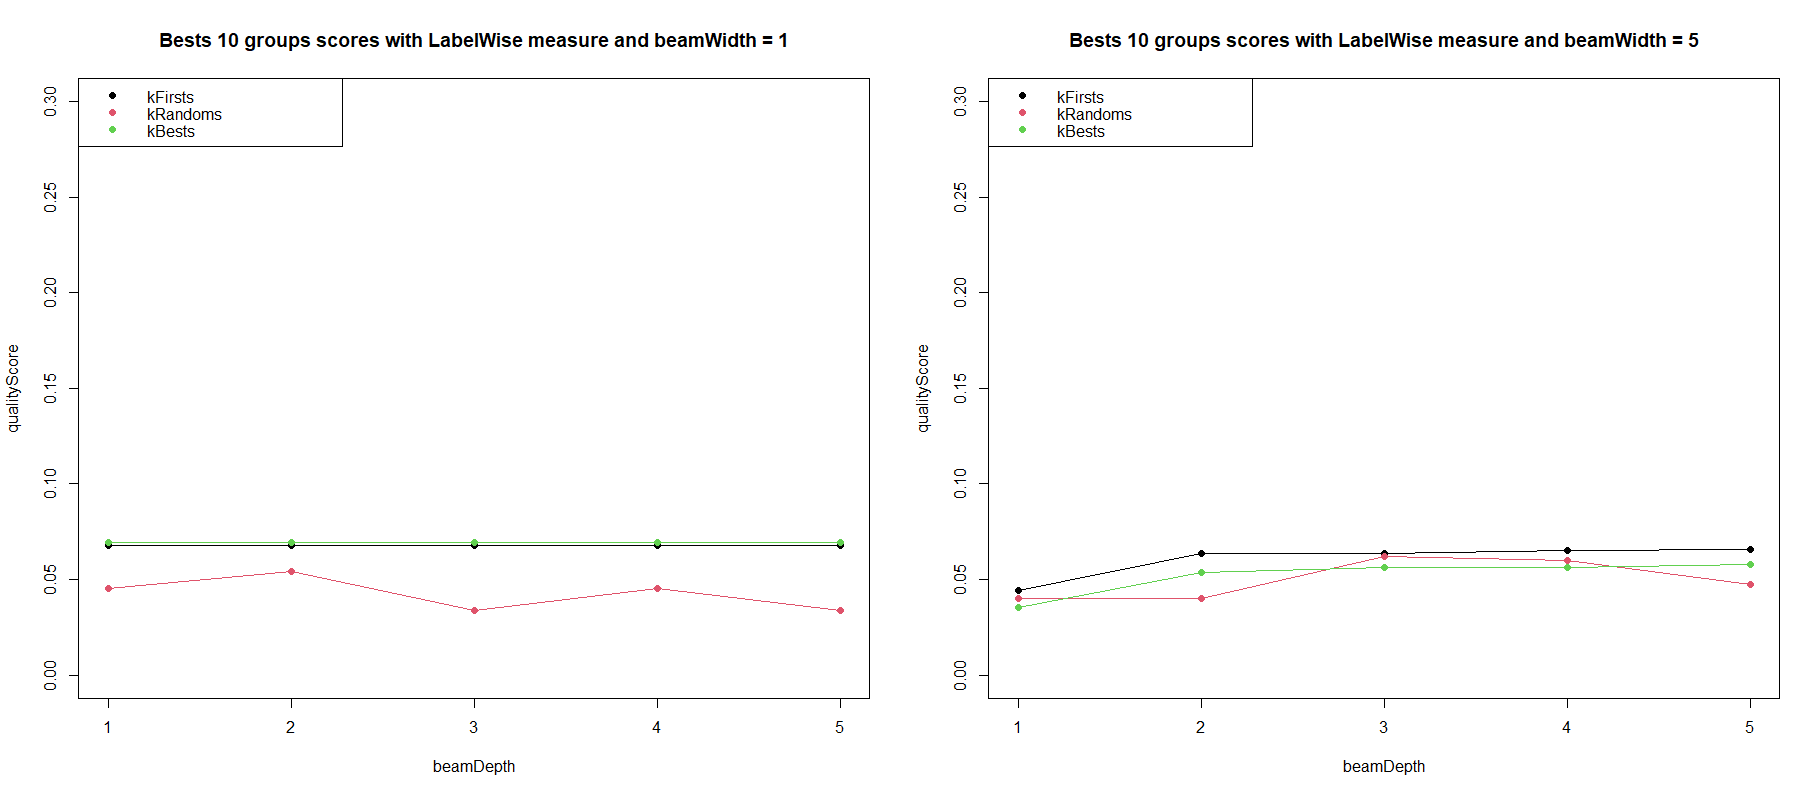 Bests 10 groups scores with LabelWise measure and beamWidth = 1
kFirsts
kRandoms
kBests
0.30
0.25
0.20
0.15
0.10
0.05
0.00
qualityScore
1 2 3 4 5
beamDepth
Bests 10 groups scores with LabelWise measure and beamWidth = 5
kFirsts
kRandoms
kBests
0.30
0.25
0.20
0.15
0.10
0.05
0.00
qualityScore
1 2 3 4 5
beamDepth